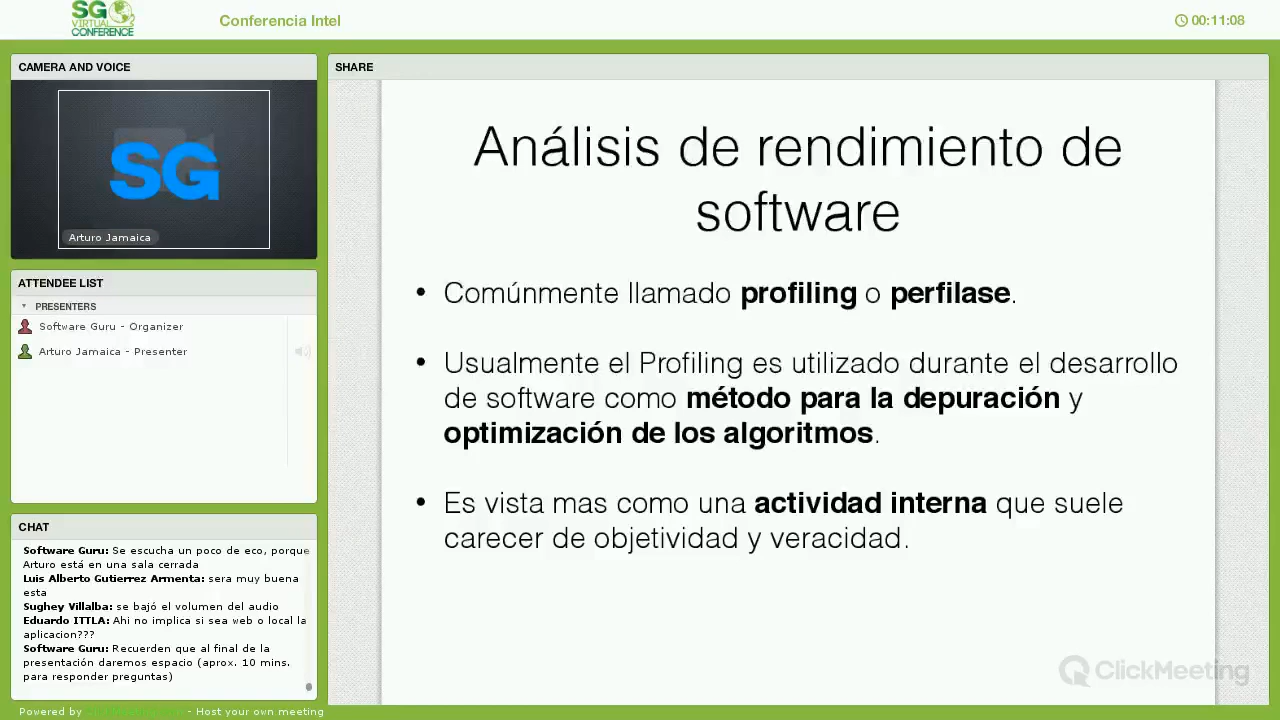 SG
VIRTUAL
CONFERENCE
Conferencia Intel
00:11:08
CAMERA AND VOICE
SG
Arturo Jamaica
ATTENDEE LIST
PRESENTERS
Software Guru - Organizer
Arturo Jamaica - Presenter
CHAT
Software Guru: Se escucha un poco de eco, porque
Arturo está en una sala cerrada
Luis Alberto Gutierrez Armenta: sera muy buena
esta
Sughey Villalba: se bajó el volumen del audio
Eduardo ITTLA: Ahi no implica si sea web o local la
aplicacion???
Software Guru: Recuerden que al final de la
presentación daremos espacio (aprox. 10 mins.
para responder preguntas)
Powered by - Host your own meeting
SHARE
Análisis de rendimiento de
software
• Comúnmente llamado profiling o perfilase.
• Usualmente el Profiling es utilizado durante el desarrollo
de software como método para la depuración y
optimización de los algoritmos.
• Es vista mas como una actividad interna que suele
carecer de objetividad y veracidad.
ClickMeeting